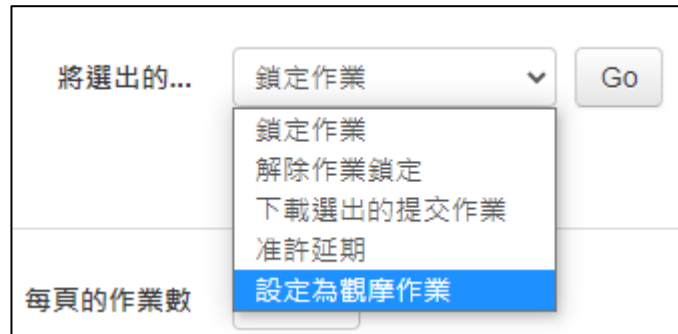 將選出的... 鎖定作業 Go
鎖定作業
解除作業鎖定
下載選出的提交作業
准許延期
設定為觀摩作業
每頁的作業數